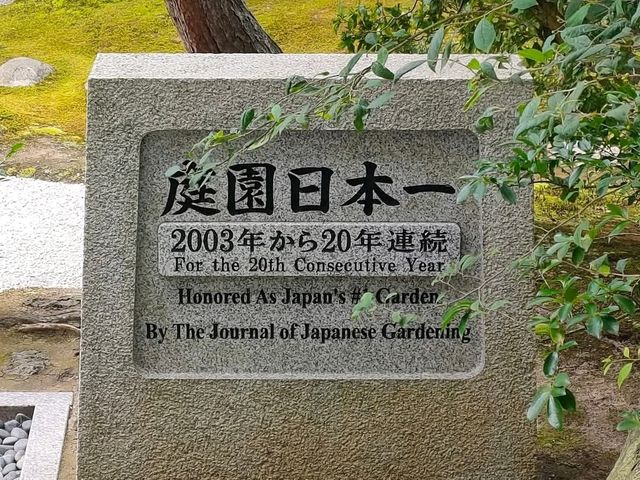 庭園日本一
2003年から20年連続
For the 20th Consecutive Year
Honored As Japan's #1 Garden
By The Journal of Japanese Gardening